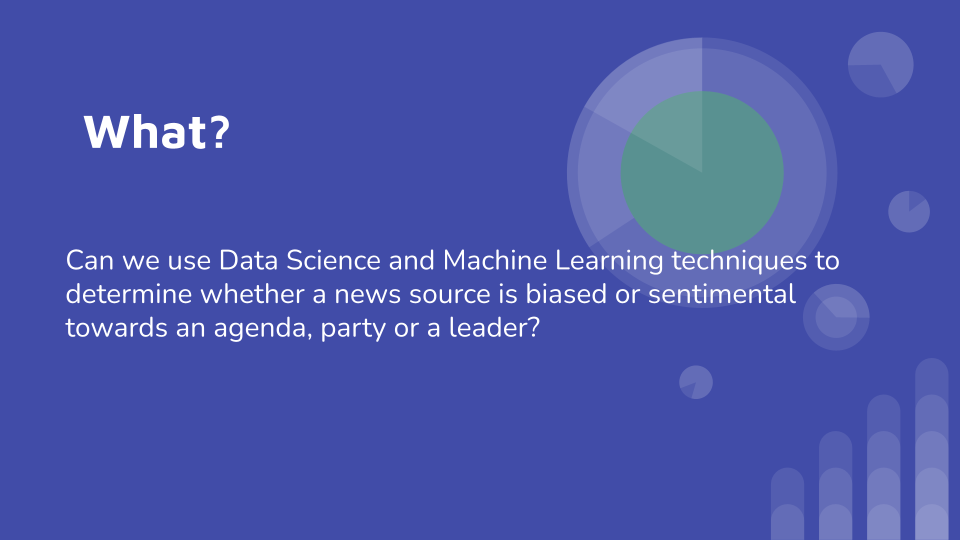 What?
Can we use Data Science and Machine Learning techniques to
determine whether a news source is biased or sentimental
towards an agenda, party or a leader?